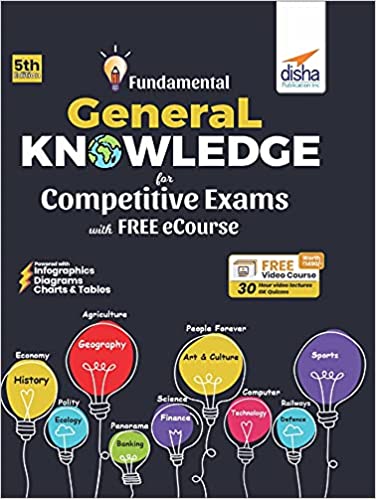 5th
Edition
disha
Publication Inc
Fundamental
GeneraL
KNOWLEDGE
for
Competitive Exams
with FREE eCourse
Powered with
Infographics
Diagrams
Charts & Tables
FREE
Video Course
30 Hour video lectures
GK Quizzes
Agriculture
Geography
Economy
History
Polity
Ecology
Panorama
Banking
People Forever
Art & Culture
Science
Finance
Computer
Technology
Railways
Defence
Sports